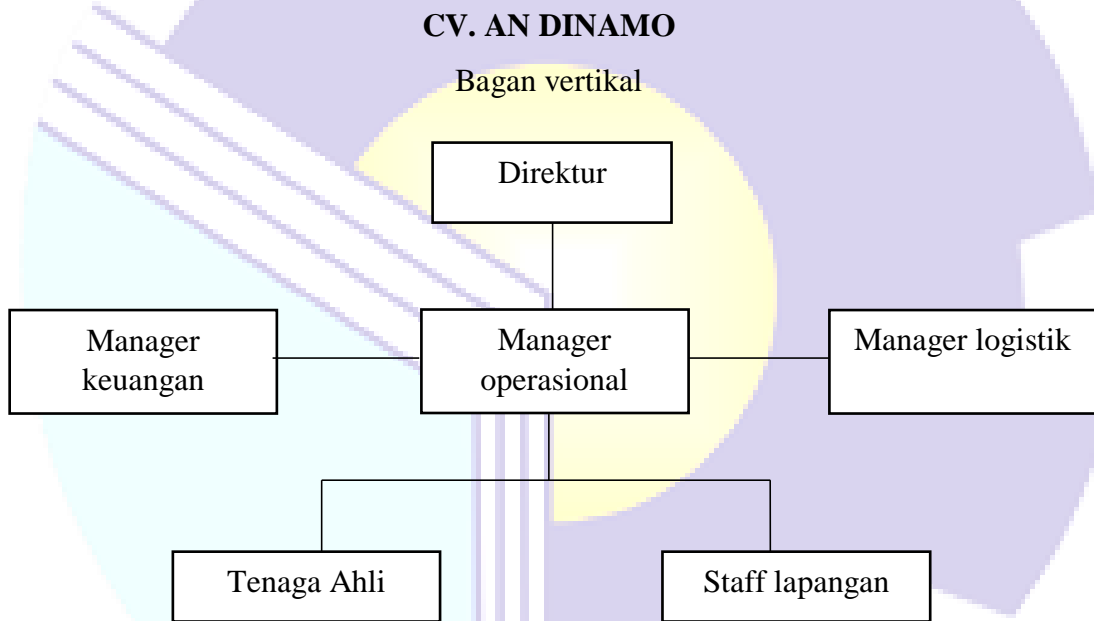 CV. AN DINAMO
Bagan vertikal
Direktur
Manager
keuangan
Manager
operasional
Manager logistik
Tenaga Ahli
Staff lapangan